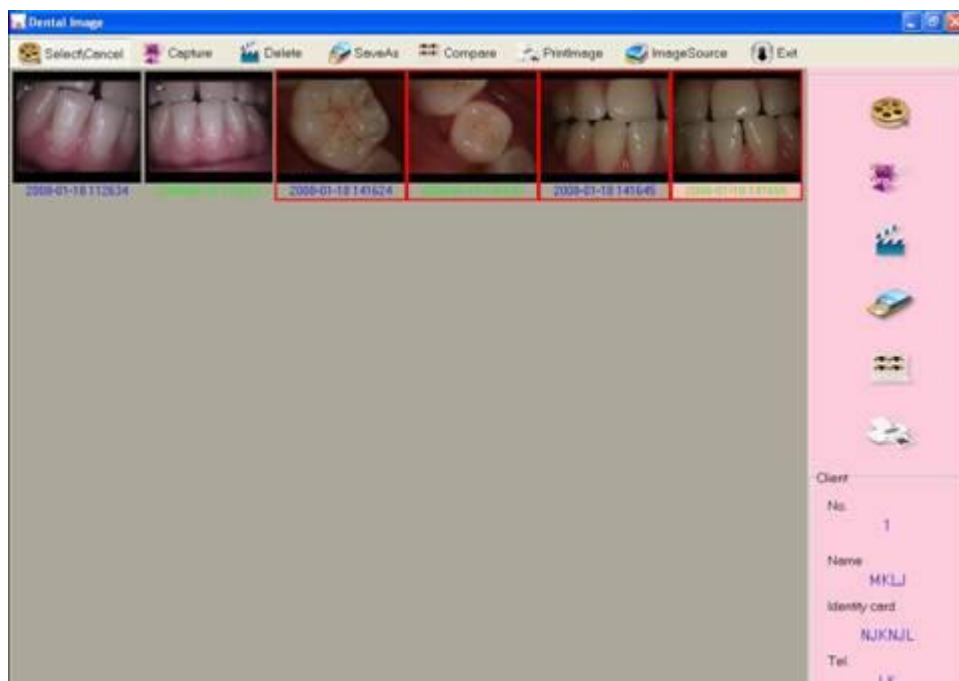 Dental Image
Select\Cancel Capture Delete SaveAs Compare PrintImage ImageSource Exit
2008-01-18 112634
2008-01-18 141624
2008-01-18 141645
Client
No.
1
Name
MKLJ
Identity card
NJKNJL
Tel.